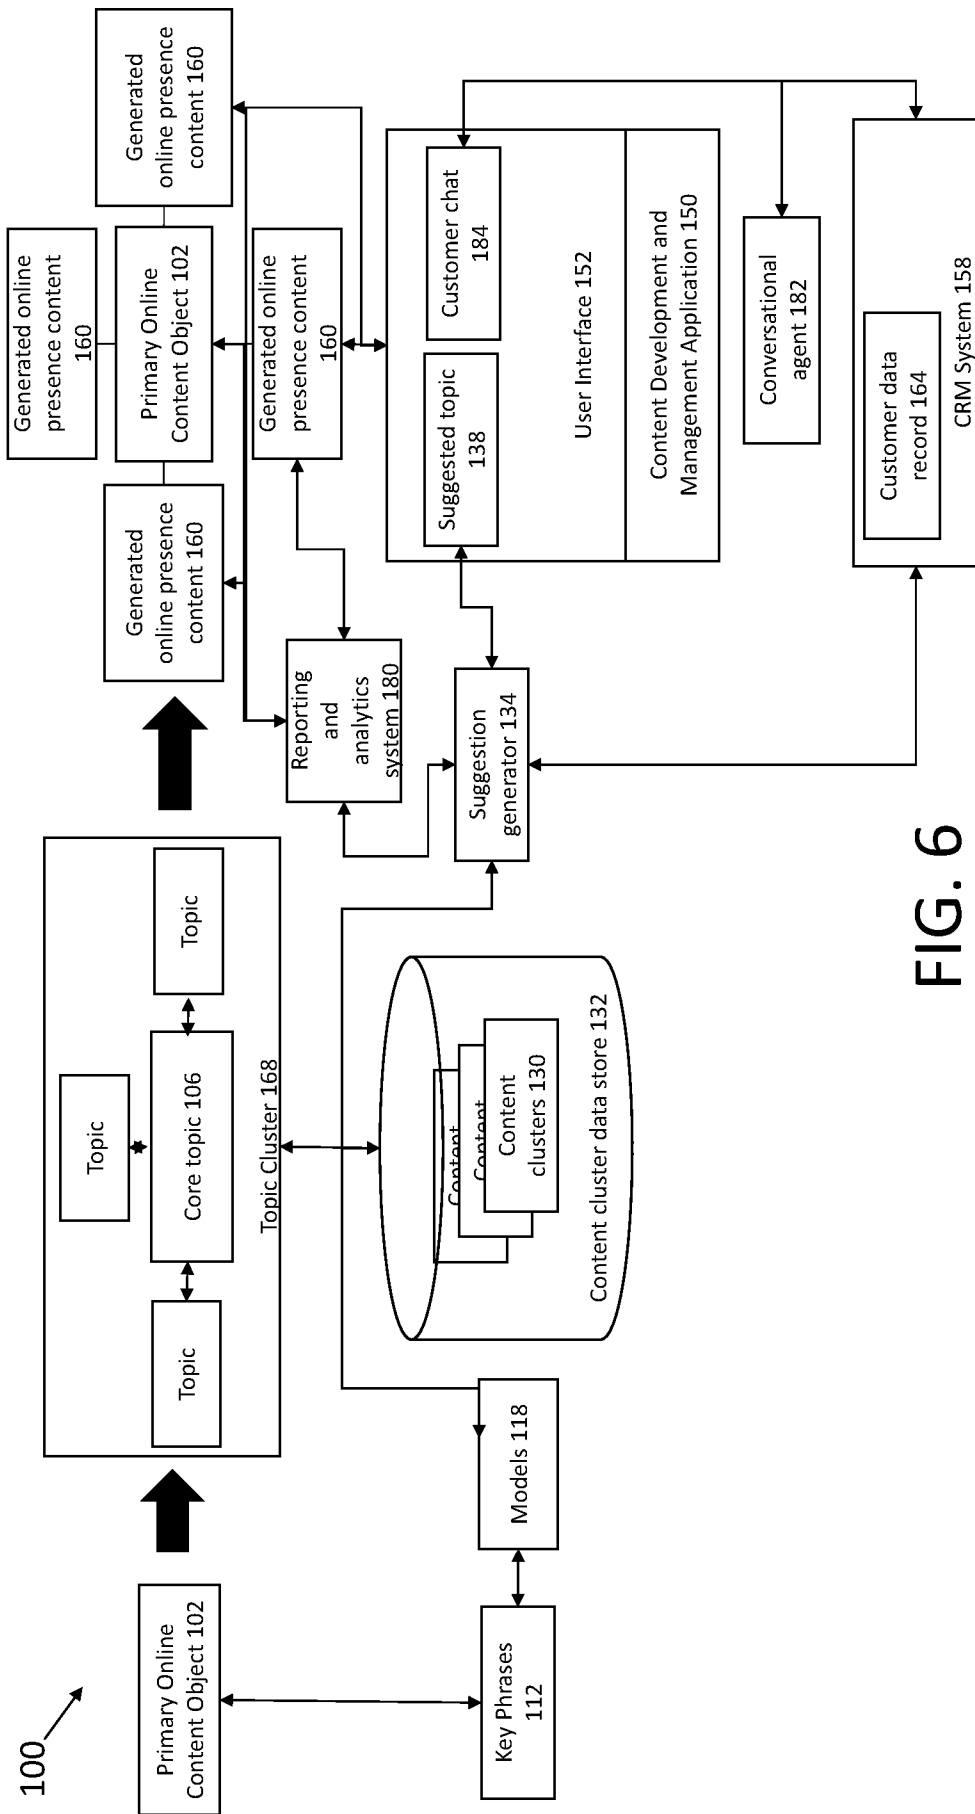 100
Primary Online
Content Object 102
Key Phrases
112
Models 118
Topic
Topic
Core topic 106
Topic
Topic Cluster 168
Content
Content
Content
clusters 130
Content cluster data store 132
Generated
online presence
content 160
Generated online
presence content
160
Primary Online
Content Object 102
Generated
online presence
content 160
Generated online
presence content
160
Reporting
and
analytics
system 180
Suggestion
generator 134
Suggested topic
138
Customer chat
184
User Interface 152
Content Development and
Management Application 150
Conversational
agent 182
Customer data
record 164
CRM System 158
FIG. 6